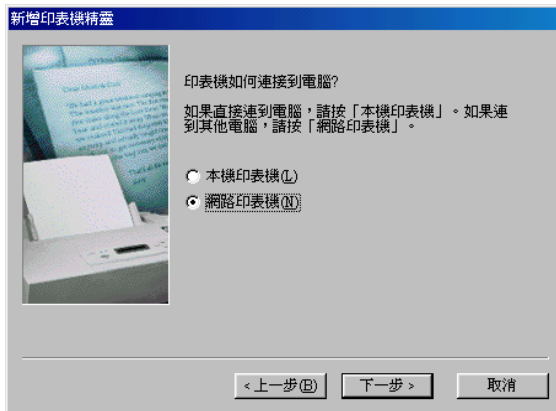 新增印表機精靈
印表機如何連接到電腦?
如果直接連到電腦，請按「本機印表機」。如果連
到其他電腦，請按「網路印表機」。
本機印表機(L)
網路印表機(N)
<上一步(B)
下一步>
取消